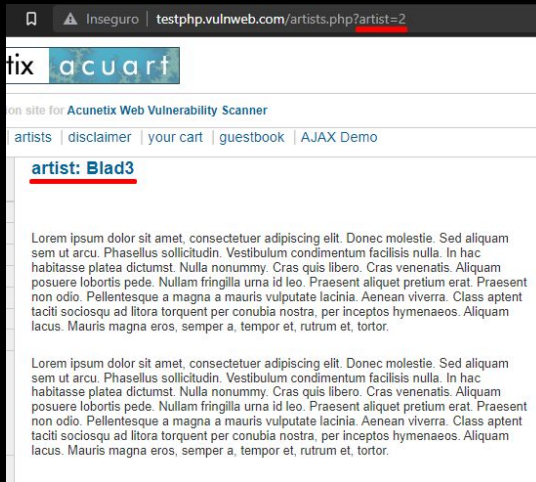 Inseguro | testphp.vulnweb.com/artists.php?artist=2
tix acuart
on site for Acunetix Web Vulnerability Scanner
| artists | disclaimer | your cart | guestbook | AJAX Demo
artist: Blad3
Lorem ipsum dolor sit amet, consectetuer adipiscing elit. Donec molestie. Sed aliquam
sem ut arcu. Phasellus sollicitudin. Vestibulum condimentum facilisis nulla. In hac
habitasse platea dictumst. Nulla nonummy. Cras quis libero. Cras venenatis. Aliquam
posuere lobortis pede. Nullam fringilla urna id leo. Praesent aliquet pretium erat. Praesent
non odio. Pellentesque a magna a mauris vulputate lacinia. Aenean viverra. Class aptent
taciti sociosqu ad litora torquent per conubia nostra, per inceptos hymenaeos. Aliquam
lacus. Mauris magna eros, semper a, tempor et, rutrum et, tortor.
Lorem ipsum dolor sit amet, consectetuer adipiscing elit. Donec molestie. Sed aliquam
sem ut arcu. Phasellus sollicitudin. Vestibulum condimentum facilisis nulla. In hac
habitasse platea dictumst. Nulla nonummy. Cras quis libero. Cras venenatis. Aliquam
posuere lobortis pede. Nullam fringilla urna id leo. Praesent aliquet pretium erat. Praesent
non odio. Pellentesque a magna a mauris vulputate lacinia. Aenean viverra. Class aptent
taciti sociosqu ad litora torquent per conubia nostra, per inceptos hymenaeos. Aliquam
lacus. Mauris magna eros, semper a, tempor et, rutrum et, tortor.